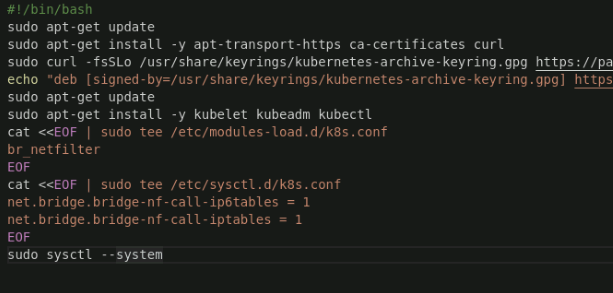 #!/bin/bash
sudo apt-get update
sudo apt-get install -y apt-transport-https ca-certificates curl
sudo curl -fsSLo /usr/share/keyrings/kubernetes-archive-keyring.gpg https://pa
echo "deb [signed-by=/usr/share/keyrings/kubernetes-archive-keyring.gpg] https
sudo apt-get update
sudo apt-get install -y kubelet kubeadm kubectl
cat <<EOF | sudo tee /etc/modules-load.d/k8s.conf
br_netfilter
EOF
cat <<EOF | sudo tee /etc/sysctl.d/k8s.conf
net.bridge.bridge-nf-call-ip6tables = 1
net.bridge.bridge-nf-call-iptables = 1
EOF
sudo sysctl --system